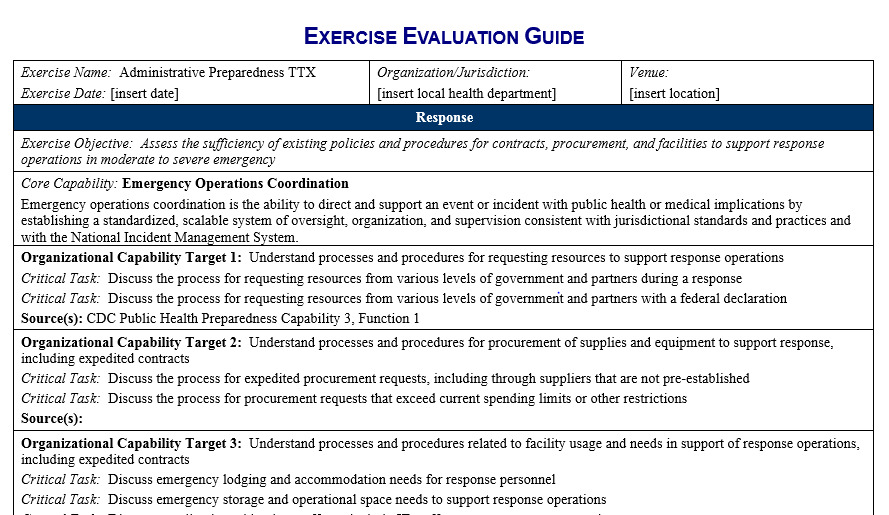 EXERCISE EVALUATION GUIDE
Exercise Name: Administrative Preparedness TTX
Exercise Date: [insert date]
Organization/Jurisdiction:
[insert local health department]
Venue:
[insert location]
Response
Exercise Objective: Assess the sufficiency of existing policies and procedures for contracts, procurement, and facilities to support response
operations in moderate to severe emergency
Core Capability: Emergency Operations Coordination
Emergency operations coordination is the ability to direct and support an event or incident with public health or medical implications by
establishing a standardized, scalable system of oversight, organization, and supervision consistent with jurisdictional standards and practices and
with the National Incident Management System.
Organizational Capability Target 1: Understand processes and procedures for requesting resources to support response operations
Critical Task: Discuss the process for requesting resources from various levels of government and partners during a response
Critical Task: Discuss the process for requesting resources from various levels of government and partners with a federal declaration
Source(s): CDC Public Health Preparedness Capability 3, Function 1
Organizational Capability Target 2: Understand processes and procedures for procurement of supplies and equipment to support response,
including expedited contracts
Critical Task: Discuss the process for expedited procurement requests, including through suppliers that are not pre-established
Critical Task: Discuss the process for procurement requests that exceed current spending limits or other restrictions
Source(s):
Organizational Capability Target 3: Understand processes and procedures related to facility usage and needs in support of response operations,
including expedited contracts
Critical Task: Discuss emergency lodging and accommodation needs for response personnel
Critical Task: Discuss emergency storage and operational space needs to support response operations